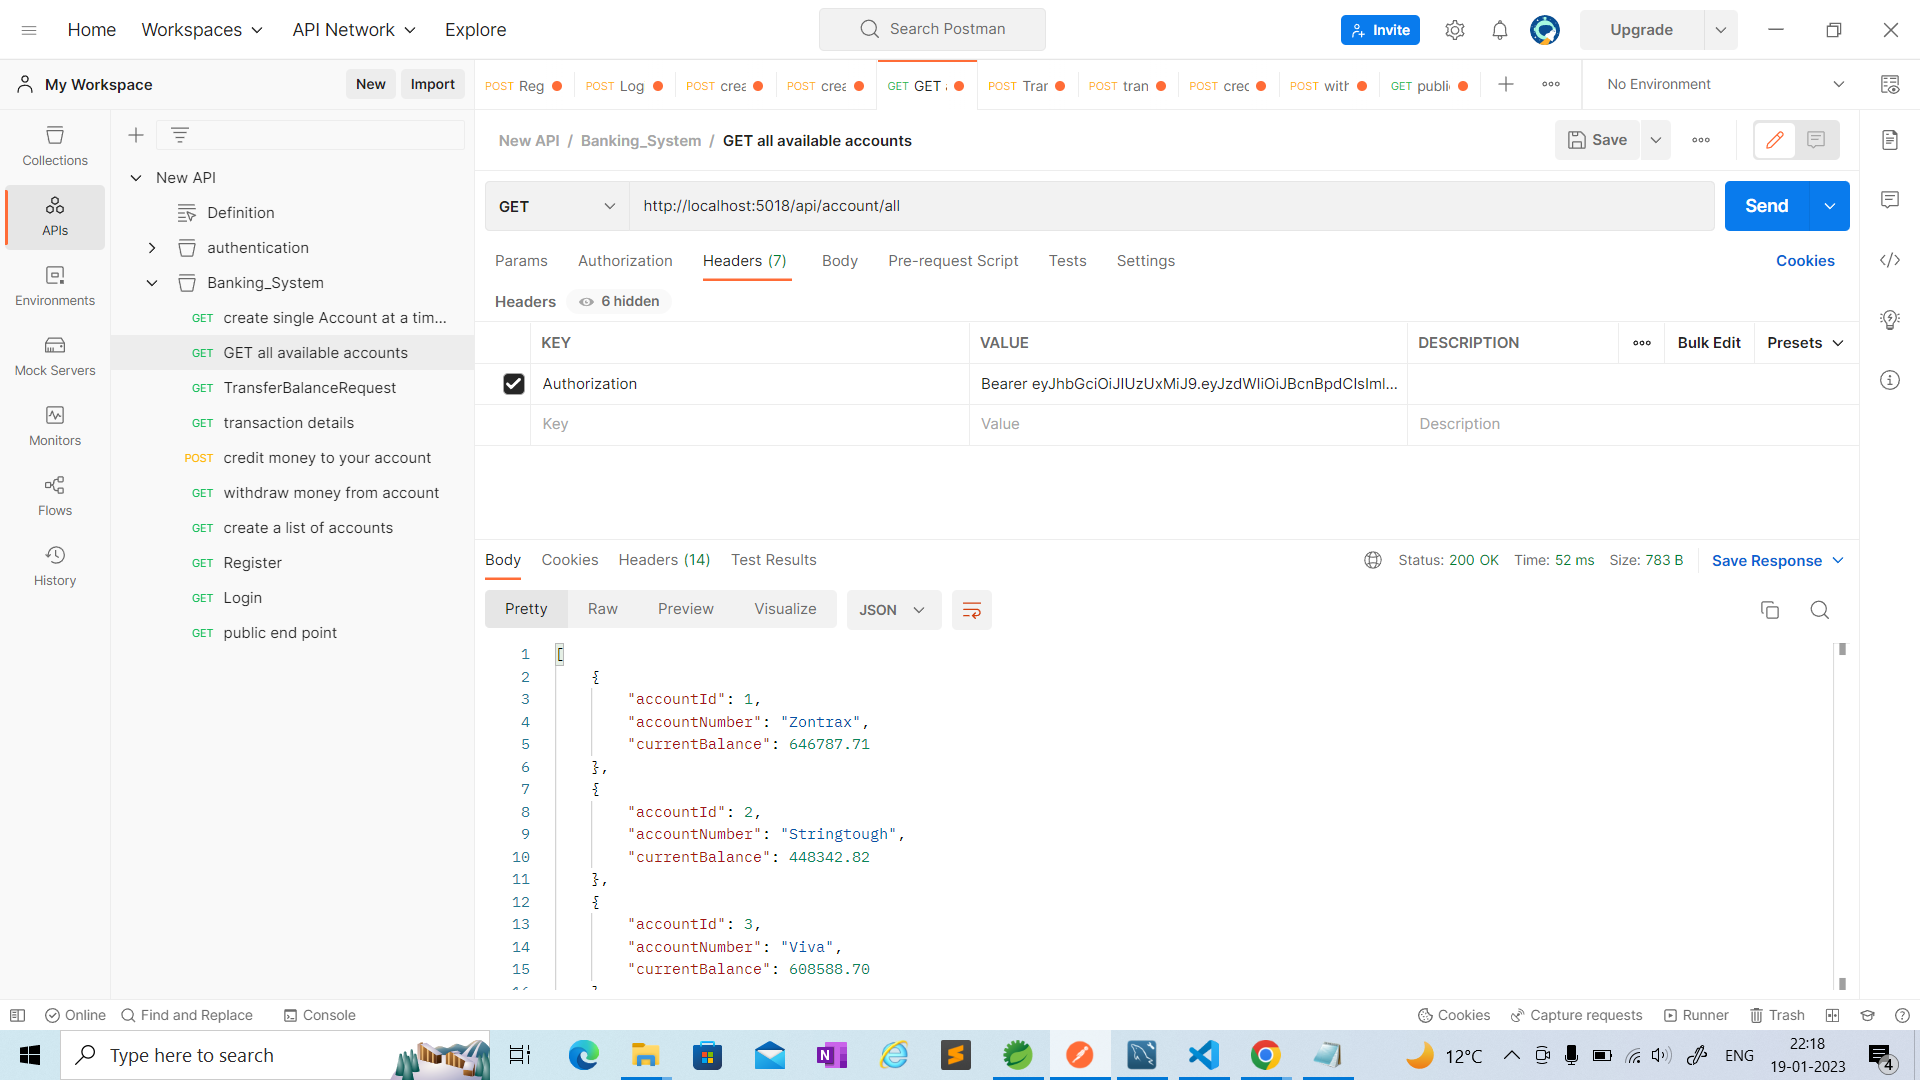 Home
Workspaces
API Network
Explore
Search Postman
Invite
Upgrade
My Workspace
New
Import
POST Reg
POST Log
POST crea
POST crea
GET GET
POST Trar
POST tran
POST crec
POST with
GET publi
No Environment
Collections
APIs
Environments
Mock Servers
Monitors
Flows
History
New API
Definition
authentication
Banking_System
GET create single Account at a tim...
GET GET all available accounts
GET TransferBalanceRequest
GET transaction details
POST credit money to your account
GET withdraw money from account
GET create a list of accounts
GET Register
GET Login
GET public end point
New API / Banking_System / GET all available accounts
Save
GET
http://localhost:5018/api/account/all
Send
Params
Authorization
Headers (7)
Body
Pre-request Script
Tests
Settings
Cookies
Headers
6 hidden
KEY
VALUE
DESCRIPTION
Bulk Edit
Presets
Authorization
Bearer eyJhbGciOiJIUzUxMiJ9.eyJzdWIiOiJBcnBpdCIsImI...
Key
Value
Description
Body
Cookies
Headers (14)
Test Results
Status: 200 OK
Time: 52 ms
Size: 783 B
Save Response
Pretty
Raw
Preview
Visualize
JSON
1 [
2 {
3 "accountId": 1,
4 "accountNumber": "Zontrax",
5 "currentBalance": 646787.71
6 },
7 {
8 "accountId": 2,
9 "accountNumber": "Stringtough",
10 "currentBalance": 448342.82
11 },
12 {
13 "accountId": 3,
14 "accountNumber": "Viva",
15 "currentBalance": 608588.70
Online
Find and Replace
Console
Cookies
Capture requests
Runner
Trash
Type here to search
12°C
ENG
22:18
19-01-2023
4